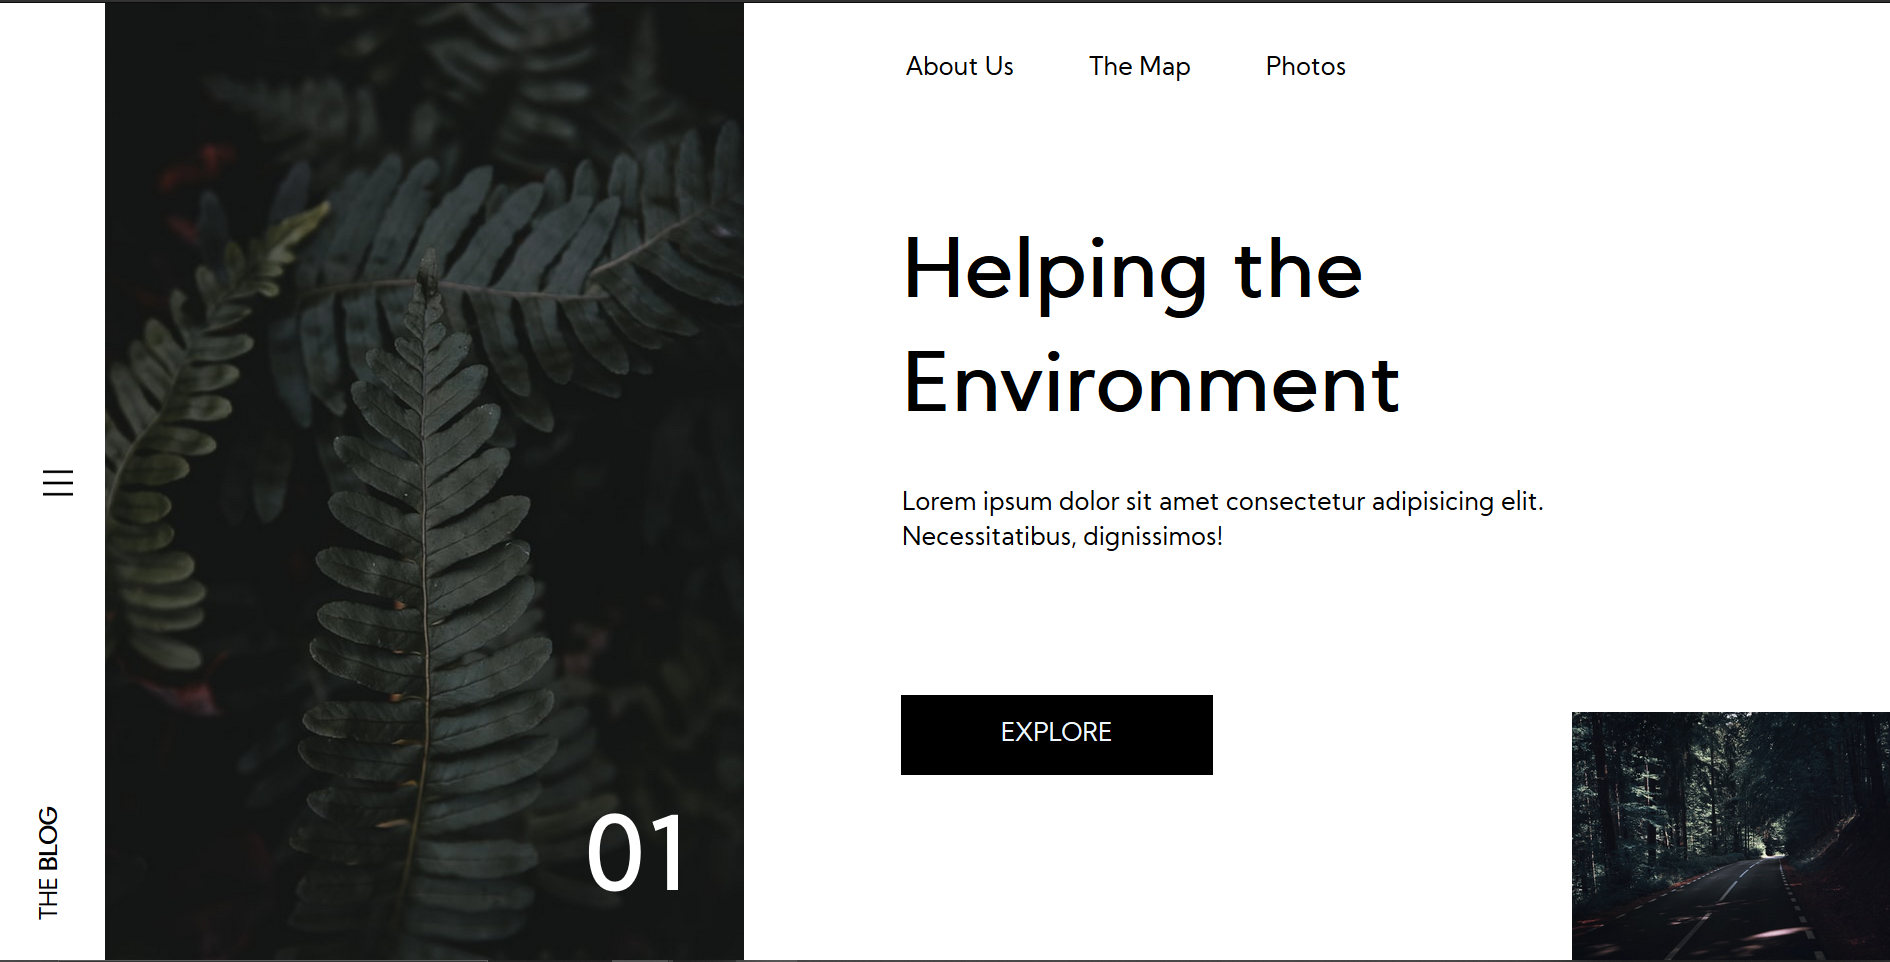 About Us
The Map
Photos
Helping the
Environment
Lorem ipsum dolor sit amet consectetur adipisicing elit.
Necessitatibus, dignissimos!
EXPLORE
01
THE BLOG